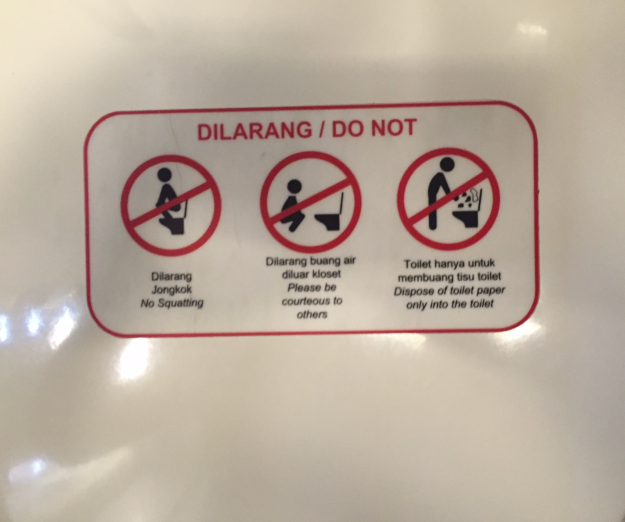 DILARANG / DO NOT
Dilarang
Jongkok
No Squatting
Dilarang buang air
diluar kloset
Please be
courteous to
others
Toilet hanya untuk
membuang tisu toilet
Dispose of toilet paper
only into the toilet